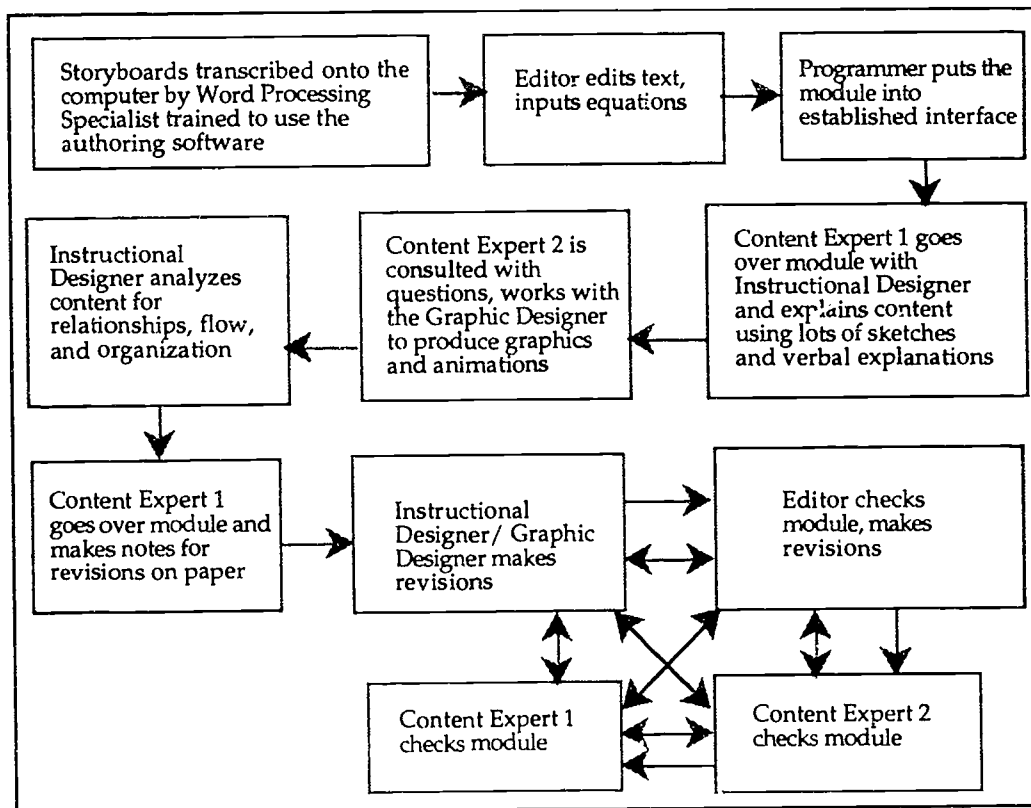 Storyboards transcribed onto the
computer by Word Processing
Specialist trained to use the
authoring software
Editor edits text,
inputs equations
Programmer puts the
module into
established interface
Instructional
Designer analyzes
content for
relationships, flow,
and organization
Content Expert 2 is
consulted with
questions, works with
the Graphic Designer
to produce graphics
and animations
Content Expert 1 goes
over module with
Instructional Designer
and explains content
using lots of sketches
and verbal explanations
Content Expert 1
goes over module and
makes notes for
revisions on paper
Instructional
Designer/ Graphic
Designer makes
revisions
Editor checks
module, makes
revisions
Content Expert 1
checks module
Content Expert 2
checks module